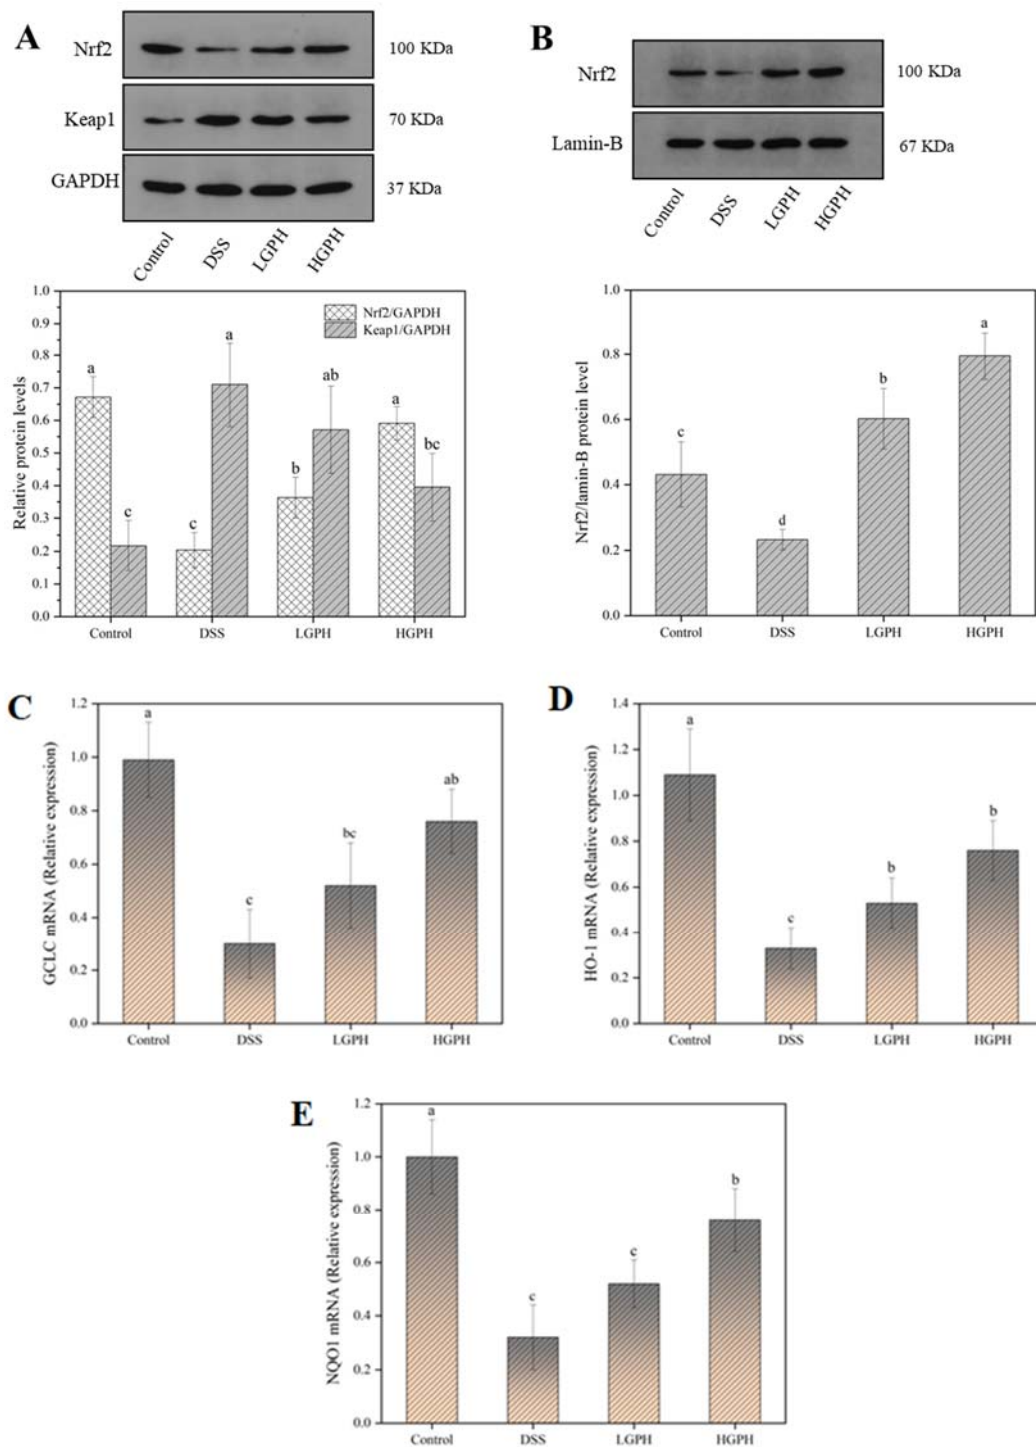 A
Nrf2
100 KDa
Keap1
70 KDa
GAPDH
37 KDa
Control
DSS
LGPH
HGPH
B
Nrf2
100 KDa
Lamin-B
67 KDa
Control
DSS
LGPH
HGPH
Relative protein levels
1.0
0.9
0.8
0.7
0.6
0.5
0.4
0.3
0.2
0.1
0.0
Nrf2/GAPDH
Keap1/GAPDH
a
c
c
a
b
ab
a
bc
Control
DSS
LGPH
HGPH
Nrf2/lamin-B protein level
1.0
0.8
0.6
0.4
0.2
0.0
c
d
b
a
Control
DSS
LGPH
HGPH
C
GCLC mRNA (Relative expression)
1.2
1.0
0.8
0.6
0.4
0.2
0.0
a
c
bc
ab
Control
DSS
LGPH
HGPH
D
HO-1 mRNA (Relative expression)
1.4
1.2
1.0
0.8
0.6
0.4
0.2
0.0
a
c
b
b
Control
DSS
LGPH
HGPH
E
NQO1 mRNA (Relative expression)
1.2
1.0
0.8
0.6
0.4
0.2
0.0
a
c
c
b
Control
DSS
LGPH
HGPH